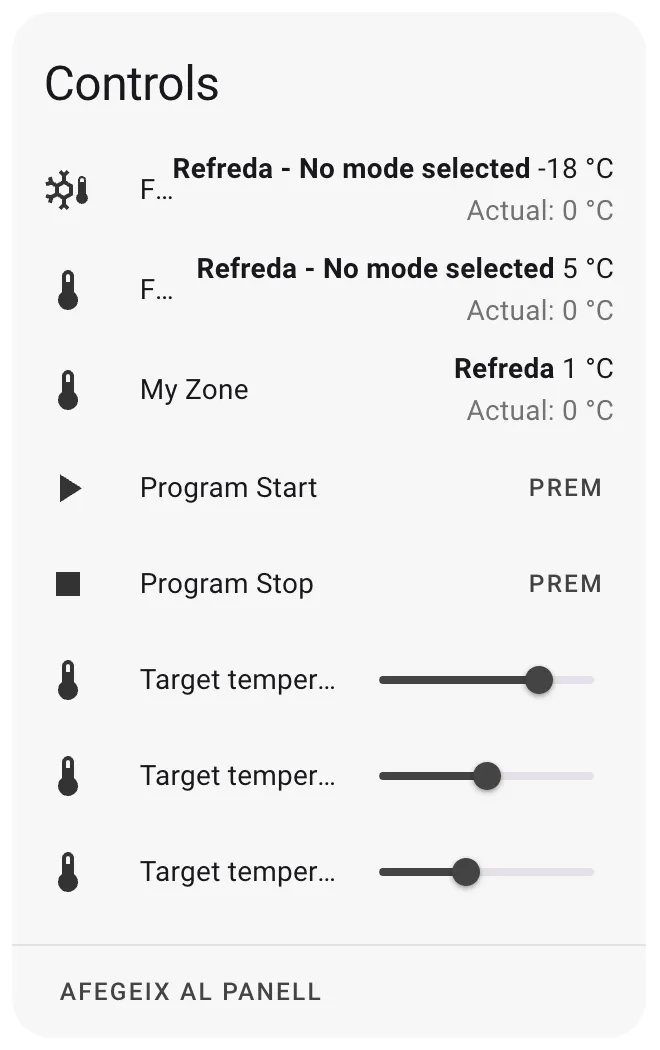 Controls
F... Refreda - No mode selected -18 °C
Actual: 0 °C
F... Refreda - No mode selected 5 °C
Actual: 0 °C
My Zone Refreda 1 °C
Actual: 0 °C
Program Start PREM
Program Stop PREM
Target temper...
Target temper...
Target temper...
AFEGEIX AL PANELL